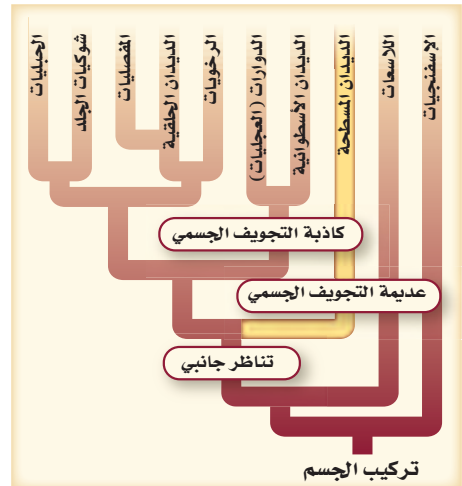 الإسفنجيات
اللاسعات
الديدان المسطحة
الديدان الأسطوانية
الدوارات (العجليات)
الرخويات
الديدان الحلقية
المفصليات
شوكيات الجلد
الحبليات
كاذبة التجويف الجسمي
عديمة التجويف الجسمي
تناظر جانبي
تركيب الجسم